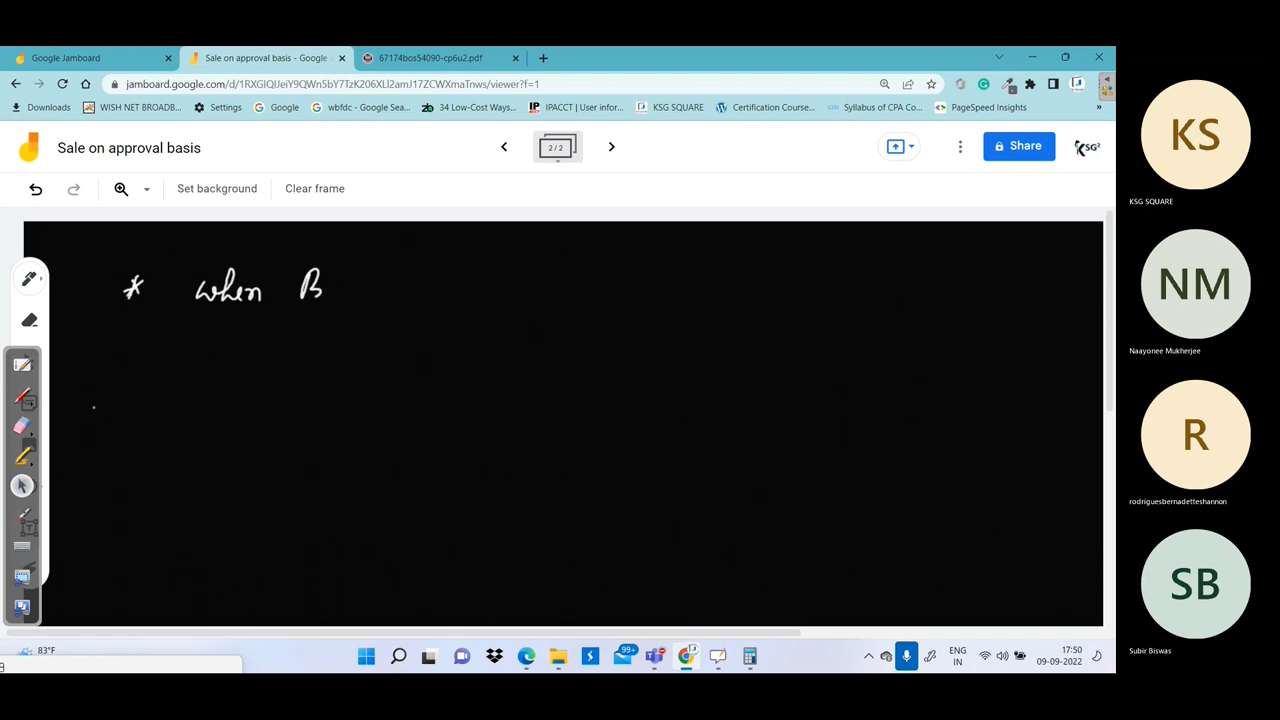 Google Jamboard
Sale on approval basis - Google
67174bos54090-cp6u2.pdf
jamboard.google.com/d/1RXGIQIJeiY9QWn5bY7TzK206XLl2amJ17ZCWXmaTnws/viewer?f=1
Downloads WISH NET BROADB... Settings Google wbfdc - Google Sea... 34 Low-Cost Ways... IPACCT | User infor... KSG SQUARE Certification Course... Syllabus of CPA Co... PageSpeed Insights »
Sale on approval basis
2 / 2
Share
KSG²
Set background
Clear frame
* when B
KS
KSG SQUARE
NM
Naayonee Mukherjee
R
rodriguesbernadetteshannon
SB
Subir Biswas
83°F
99+
ENG
IN
17:50
09-09-2022